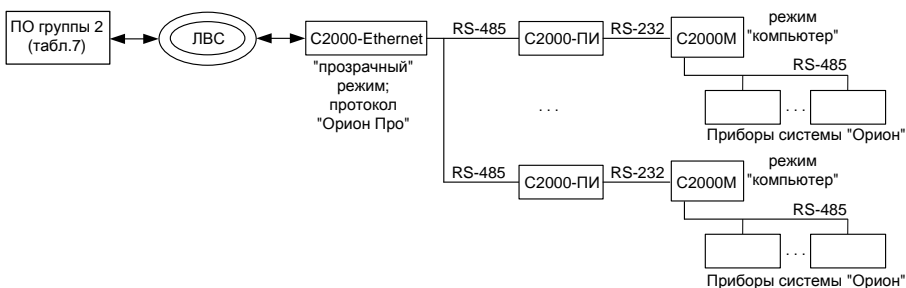 ПО группы 2
(табл.7)
ЛВС
С2000-Ethernet
"прозрачный"
режим;
протокол
"Орион Про"
RS-485
С2000-ПИ
RS-232
С2000М
режим
"компьютер"
RS-485
. . .
Приборы системы "Орион"
. . .
RS-485
С2000-ПИ
RS-232
С2000М
режим
"компьютер"
RS-485
. . .
Приборы системы "Орион"